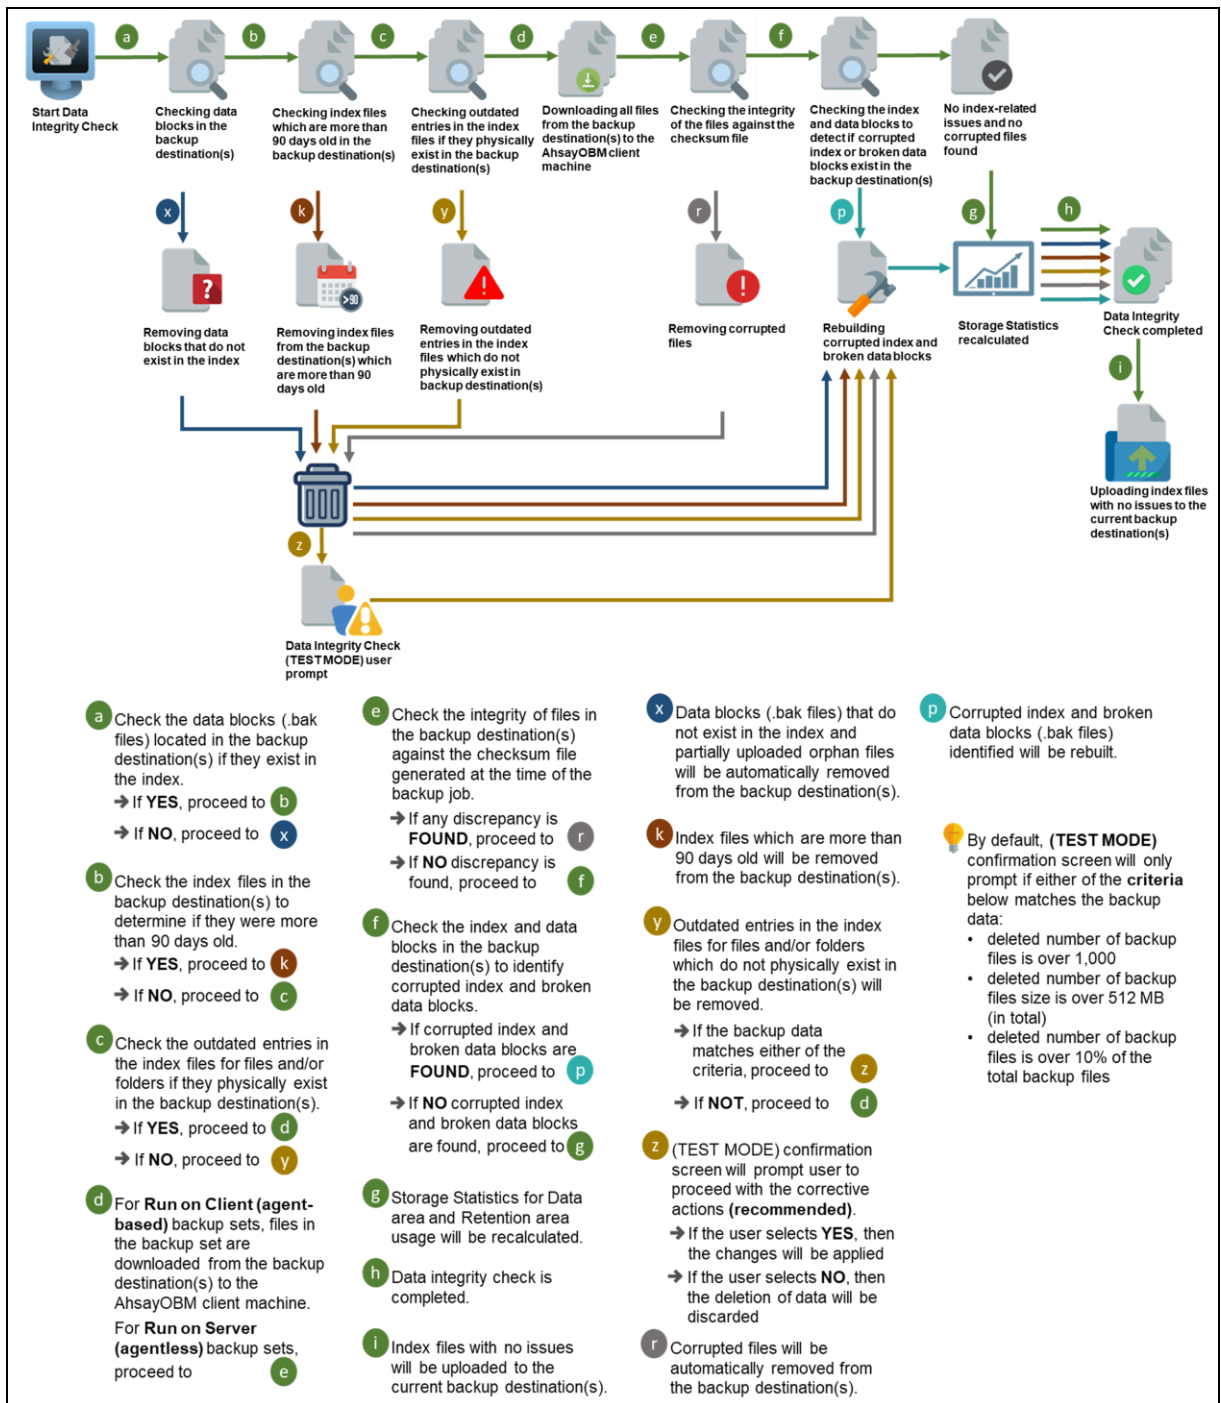 a
b
c
d
e
f
Start Data
Integrity Check
Checking data
blocks in the
backup
destination(s)
Checking index files
which are more than
90 days old in the
backup destination(s)
Checking outdated
entries in the index
files if they physically
exist in the backup
destination(s)
Downloading all files
from the backup
destination(s) to the
AhsayOBM client
machine
Checking the integrity
of the files against the
checksum file
Checking the index
and data blocks to
detect if corrupted
index or broken data
blocks exist in the
backup destination(s)
No index-related
issues and no
corrupted files
found
x
k
y
r
p
g
h
?
>90
!
!
Removing data
blocks that do not
exist in the index
Removing index files
from the backup
destination(s) which
are more than 90
days old
Removing outdated
entries in the index
files which do not
physically exist in
backup destination(s)
Removing corrupted
files
Rebuilding
corrupted index and
broken data blocks
Storage Statistics
recalculated
Data Integrity
Check completed
i
Uploading index files
with no issues to the
current backup
destination(s)
z
!
Data Integrity Check
(TEST MODE) user
prompt
a Check the data blocks (.bak
files) located in the backup
destination(s) if they exist in
the index.
➔ If YES, proceed to b
➔ If NO, proceed to x
b Check the index files in the
backup destination(s) to
determine if they were more
than 90 days old.
➔ If YES, proceed to k
➔ If NO, proceed to c
c Check the outdated entries in
the index files for files and/or
folders if they physically exist
in the backup destination(s).
➔ If YES, proceed to d
➔ If NO, proceed to y
d For Run on Client (agent-
based) backup sets, files in
the backup set are
downloaded from the backup
destination(s) to the
AhsayOBM client machine.
For Run on Server
(agentless) backup sets,
proceed to e
e Check the integrity of files in
the backup destination(s)
against the checksum file
generated at the time of the
backup job.
➔ If any discrepancy is
FOUND, proceed to r
➔ If NO discrepancy is
found, proceed to f
f Check the index and data
blocks in the backup
destination(s) to identify
corrupted index and broken
data blocks.
➔ If corrupted index and
broken data blocks are
FOUND, proceed to p
➔ If NO corrupted index
and broken data blocks
are found, proceed to g
g Storage Statistics for Data
area and Retention area
usage will be recalculated.
h Data integrity check is
completed.
i Index files with no issues
will be uploaded to the
current backup destination(s).
x Data blocks (.bak files) that do
not exist in the index and
partially uploaded orphan files
will be automatically removed
from the backup destination(s).
k Index files which are more than
90 days old will be removed
from the backup destination(s).
y Outdated entries in the index
files for files and/or folders
which do not physically exist in
the backup destination(s) will
be removed.
➔ If the backup data
matches either of the
criteria, proceed to z
➔ If NOT, proceed to d
z (TEST MODE) confirmation
screen will prompt user to
proceed with the corrective
actions (recommended).
➔ If the user selects YES, then
the changes will be applied
➔ If the user selects NO, then
the deletion of data will be
discarded
r Corrupted files will be
automatically removed from
the backup destination(s).
p Corrupted index and broken
data blocks (.bak files)
identified will be rebuilt.
By default, (TEST MODE)
confirmation screen will only
prompt if either of the criteria
below matches the backup
data:
• deleted number of backup
files is over 1,000
• deleted number of backup
files size is over 512 MB
(in total)
• deleted number of backup
files is over 10% of the
total backup files